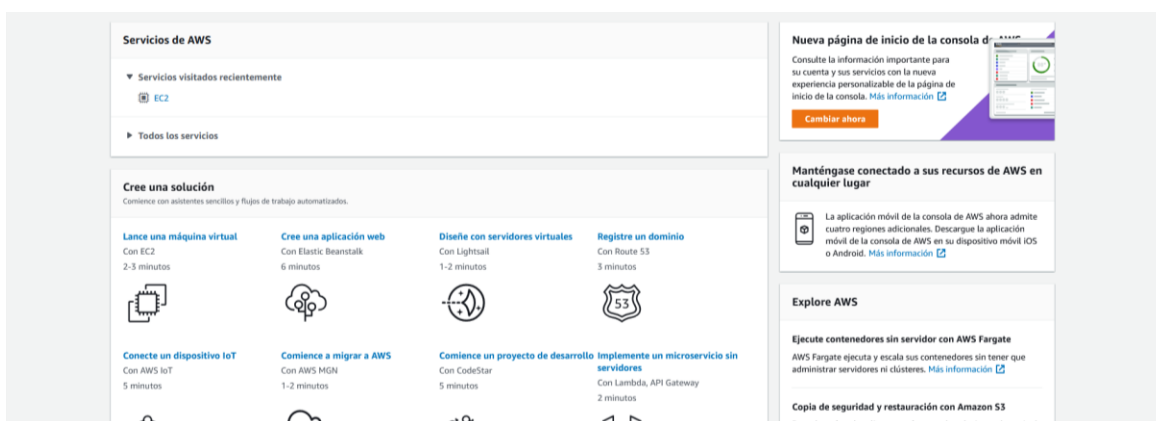 Servicios de AWS
Servicios visitados recientemente
EC2
Todos los servicios
Cree una solución
Comience con asistentes sencillos y flujos de trabajo automatizados.
Lance una máquina virtual
Con EC2
2-3 minutos
Cree una aplicación web
Con Elastic Beanstalk
6 minutos
Diseñe con servidores virtuales
Con Lightsail
1-2 minutos
Registre un dominio
Con Route 53
3 minutos
53
Conecte un dispositivo IoT
Con AWS IoT
5 minutos
Comience a migrar a AWS
Con AWS MGN
1-2 minutos
Comience un proyecto de desarrollo
Con CodeStar
5 minutos
Implemente un microservicio sin
servidores
Con Lambda, API Gateway
2 minutos
Nueva página de inicio de la consola de AWS
Consulte la información importante para
su cuenta y sus servicios con la nueva
experiencia personalizable de la página de
inicio de la consola. Más información
Cambiar ahora
Manténgase conectado a sus recursos de AWS en
cualquier lugar
La aplicación móvil de la consola de AWS ahora admite
cuatro regiones adicionales. Descargue la aplicación
móvil de la consola de AWS en su dispositivo móvil iOS
o Android. Más información
Explore AWS
Ejecute contenedores sin servidor con AWS Fargate
AWS Fargate ejecuta y escala sus contenedores sin tener que
administrar servidores ni clústeres. Más información
Copia de seguridad y restauración con Amazon S3